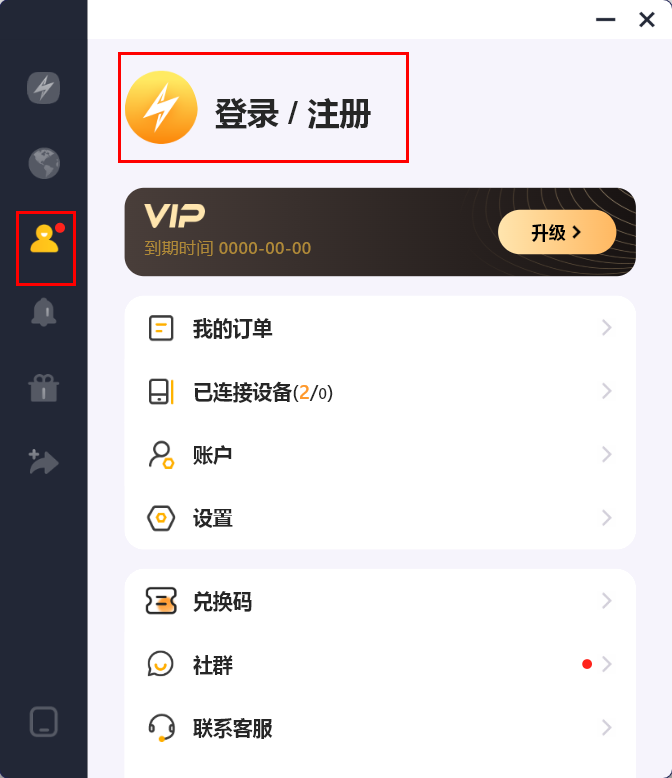 登录 / 注册
VIP
到期时间 0000-00-00
升级
我的订单
已连接设备(2/0)
账户
设置
兑换码
社群
联系客服